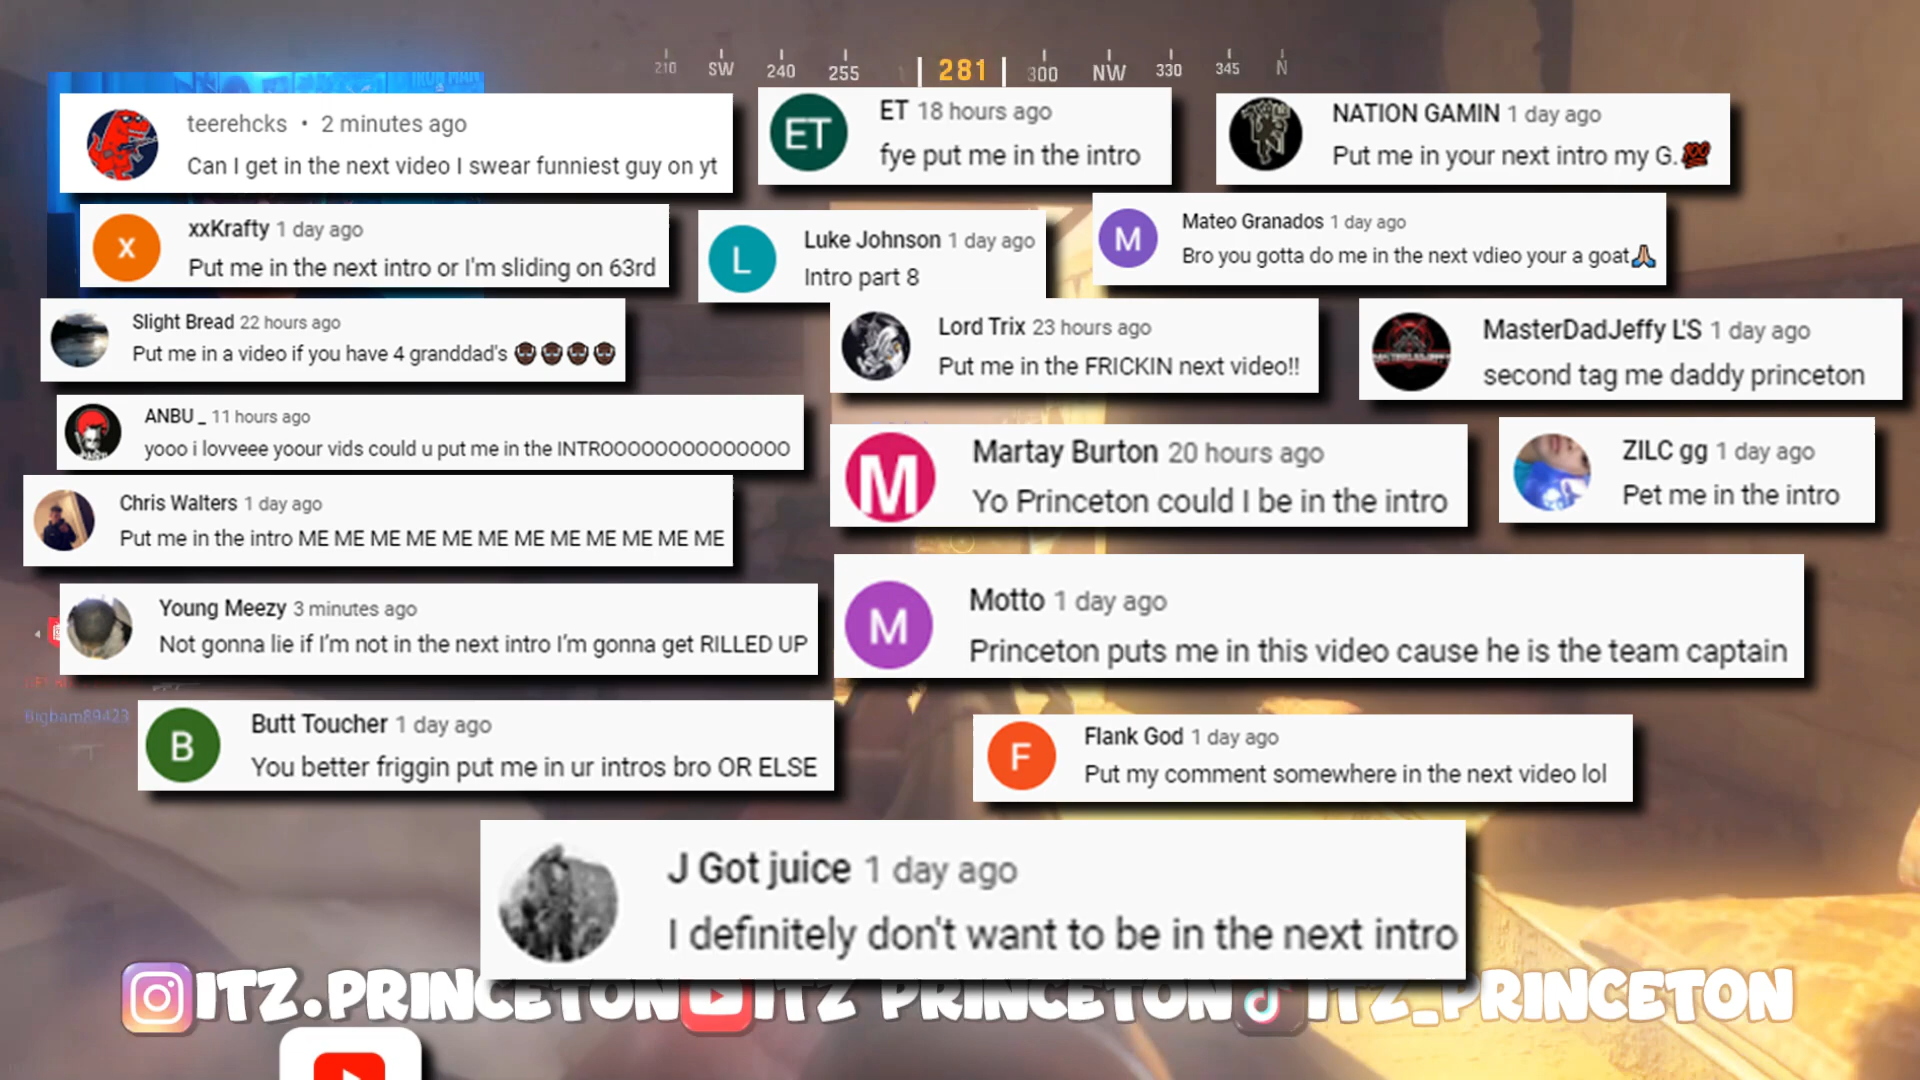 IRON MAN
210 SW 240 255 281 300 NW 330 345 N
teerehcks • 2 minutes ago
Can I get in the next video I swear funniest guy on yt
ET
ET 18 hours ago
fye put me in the intro
NATION GAMIN 1 day ago
Put me in your next intro my G.💯
X
xxKrafty 1 day ago
Put me in the next intro or I'm sliding on 63rd
L
Luke Johnson 1 day ago
Intro part 8
M
Mateo Granados 1 day ago
Bro you gotta do me in the next vdieo your a goat🙏🏼
Slight Bread 22 hours ago
Put me in a video if you have 4 granddad's 👴🏿👴🏿👴🏿👴🏿
Lord Trix 23 hours ago
Put me in the FRICKIN next video!!
MasterDadJeffy L'S 1 day ago
second tag me daddy princeton
ANBU _ 11 hours ago
yooo i lovveee yoour vids could u put me in the INTROOOOOOOOOOOOOO
M
Martay Burton 20 hours ago
Yo Princeton could I be in the intro
ZILC gg 1 day ago
Pet me in the intro
Chris Walters 1 day ago
Put me in the intro ME ME ME ME ME ME ME ME ME ME ME ME
Young Meezy 3 minutes ago
Not gonna lie if I'm not in the next intro I'm gonna get RILLED UP
M
Motto 1 day ago
Princeton puts me in this video cause he is the team captain
Bigbam89423
B
Butt Toucher 1 day ago
You better friggin put me in ur intros bro OR ELSE
F
Flank God 1 day ago
Put my comment somewhere in the next video lol
J Got juice 1 day ago
I definitely don't want to be in the next intro
ITZ.PRINCETON ITZ PRINCETON ITZ_PRINCETON